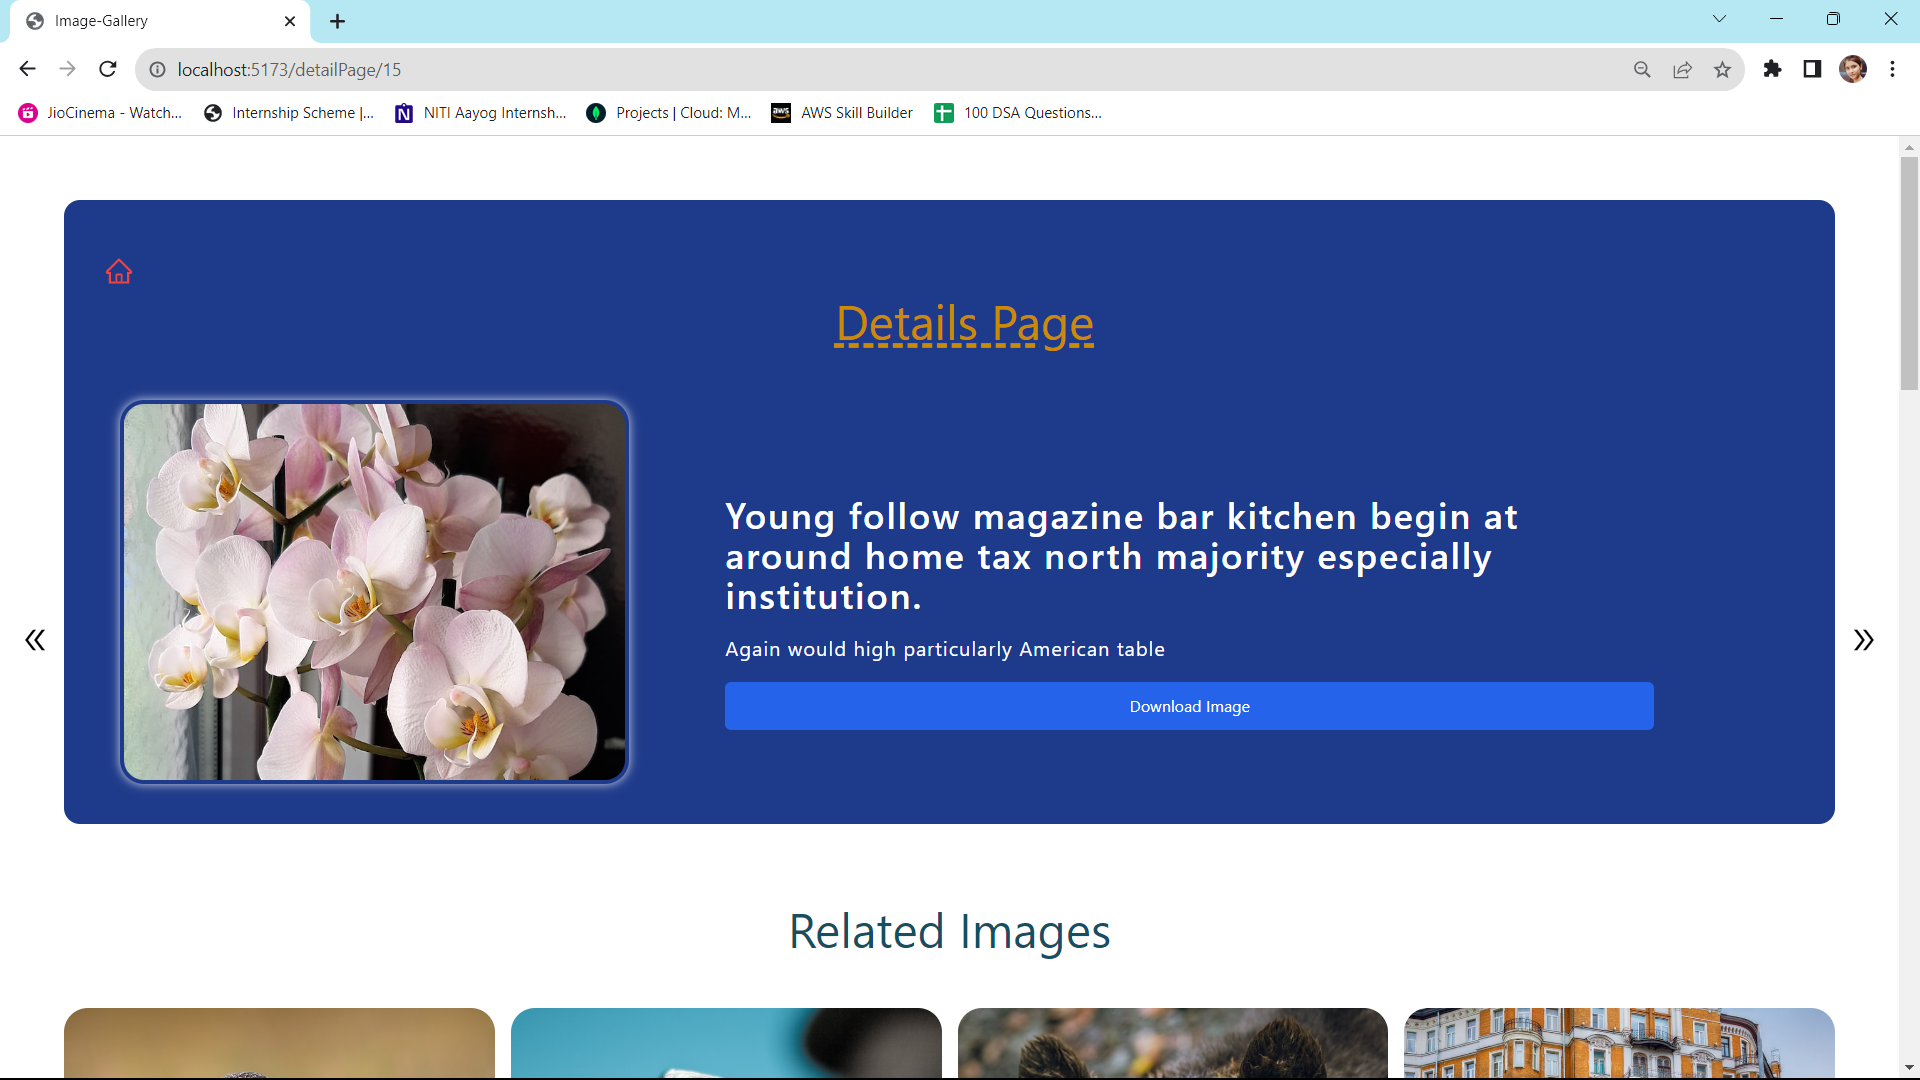 Image-Gallery
localhost:5173/detailPage/15
JioCinema - Watch... Internship Scheme |... N NITI Aayog Internsh... Projects | Cloud: M... aws AWS Skill Builder 100 DSA Questions...
Details Page
Young follow magazine bar kitchen begin at
around home tax north majority especially
institution.
Again would high particularly American table
Download Image
«
»
Related Images